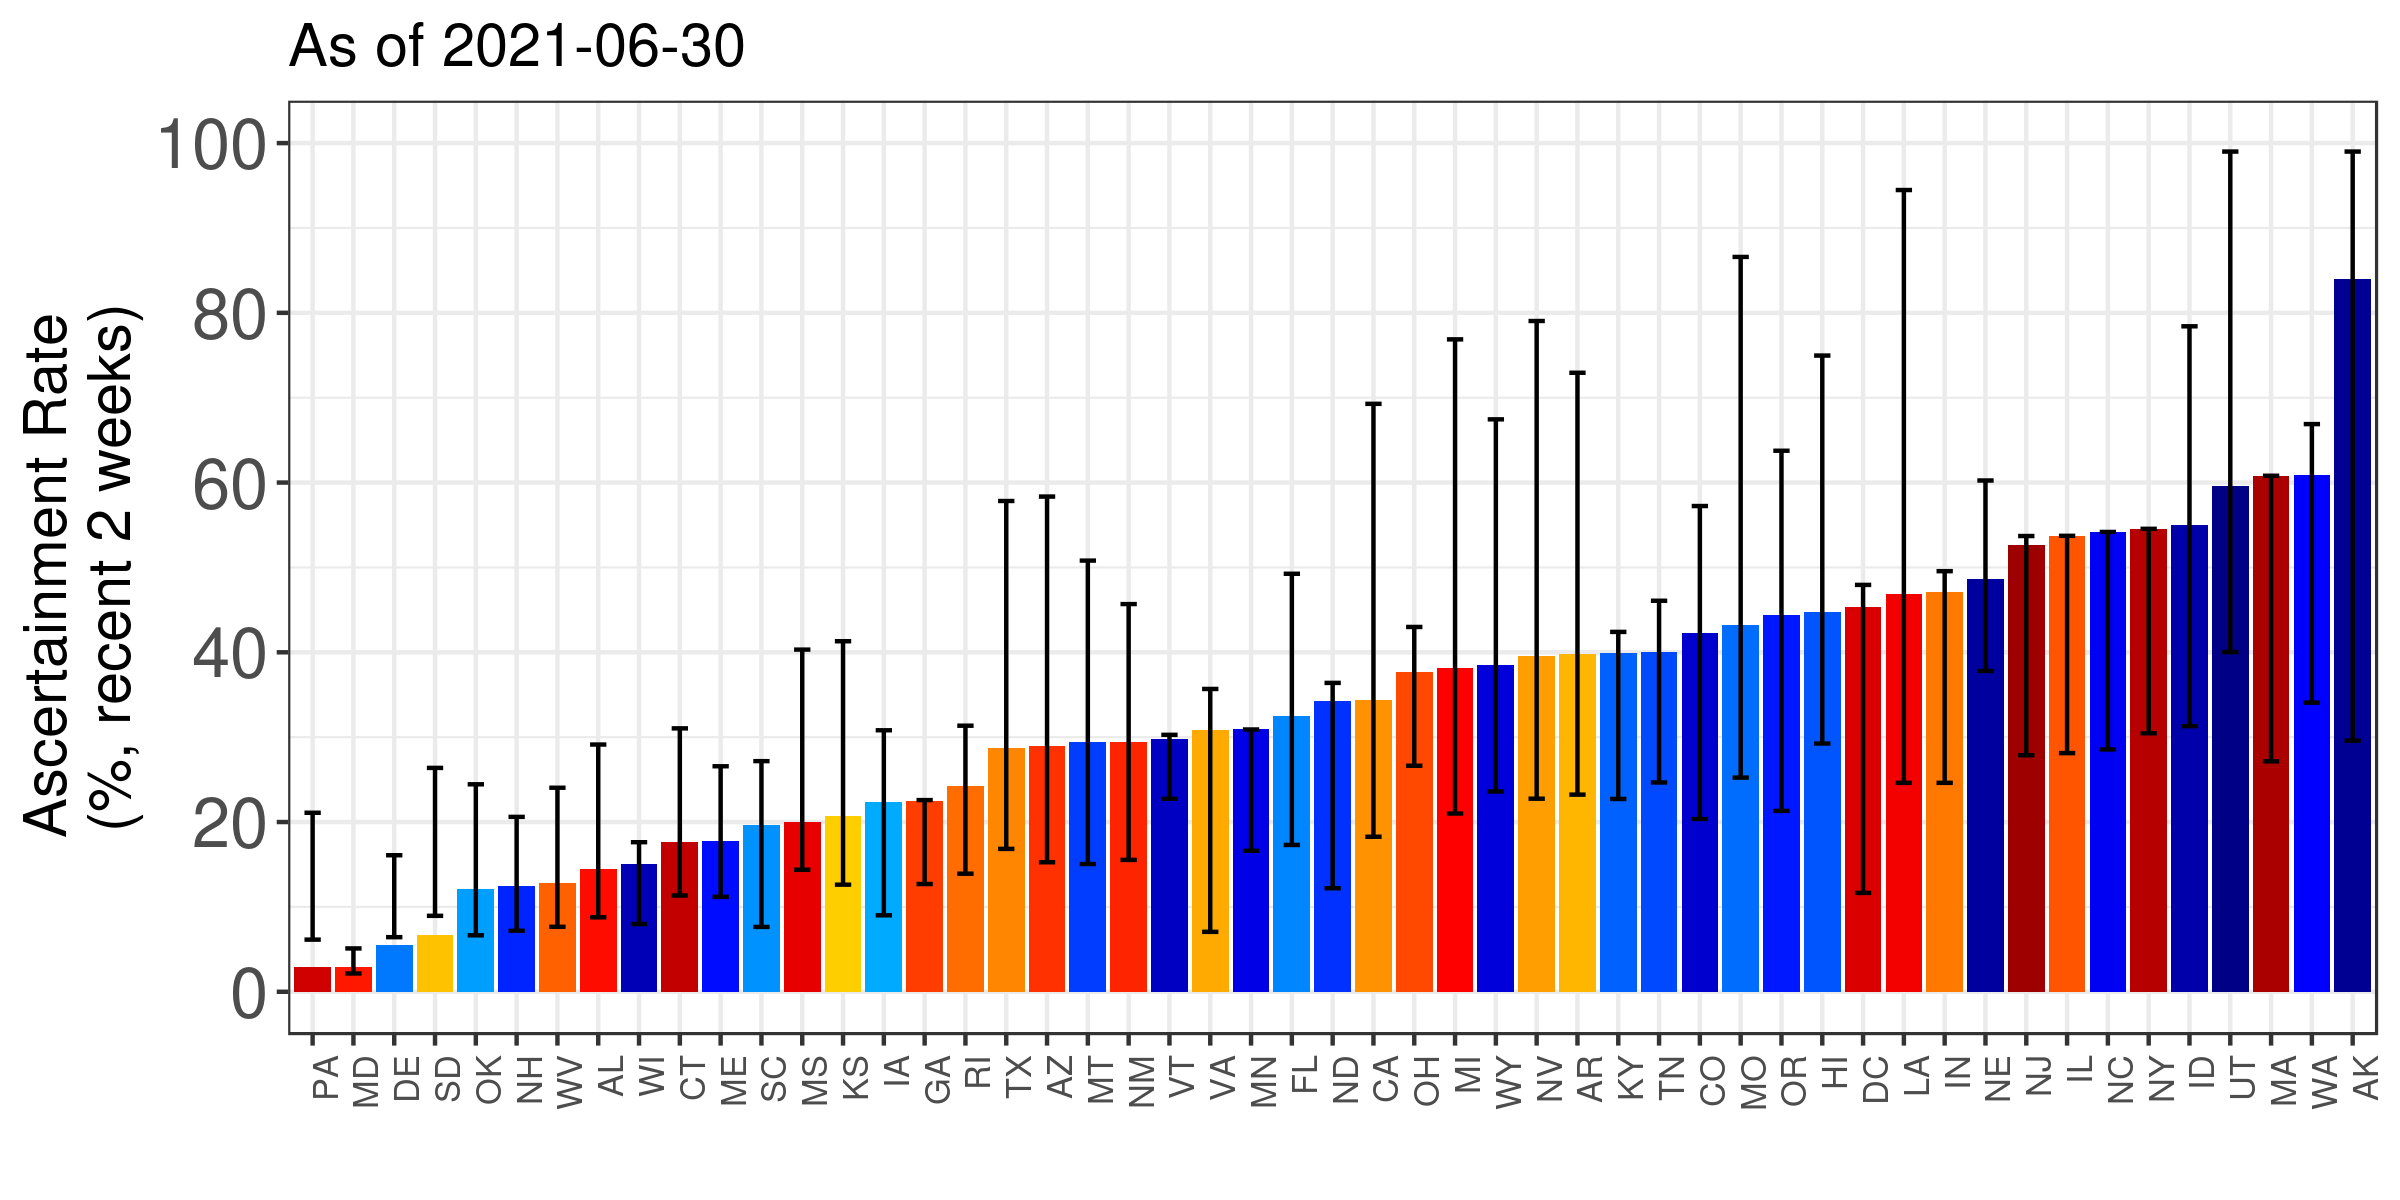 As of 2021-06-30
Ascertainment Rate
(%, recent 2 weeks)
100
80
60
40
20
0
PA MD DE SD OK NH WV AL WI CT ME SC MS KS IA GA RI TX AZ MT NM VT VA MN FL ND CA OH MI WY NV AR KY TN CO MO OR HI DC LA IN NE NJ IL NC NY ID UT MA WA AK